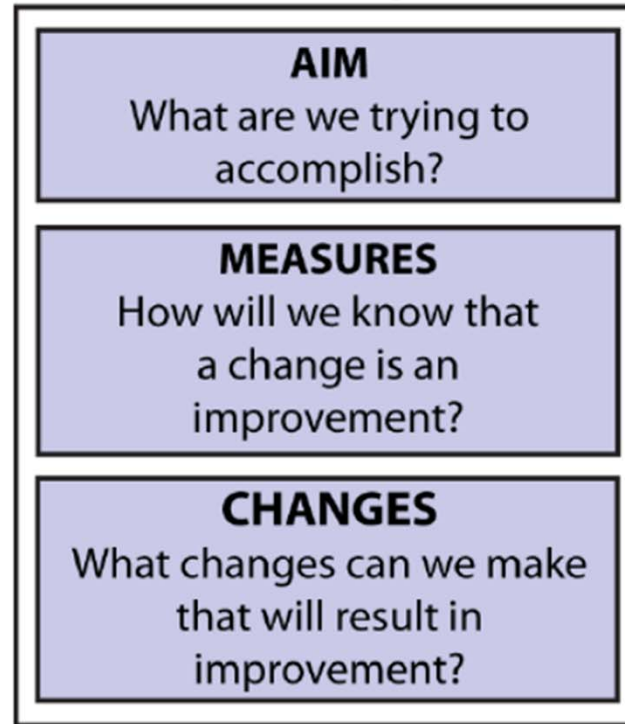 AIM
What are we trying to
accomplish?
MEASURES
How will we know that
a change is an
improvement?
CHANGES
What changes can we make
that will result in
improvement?